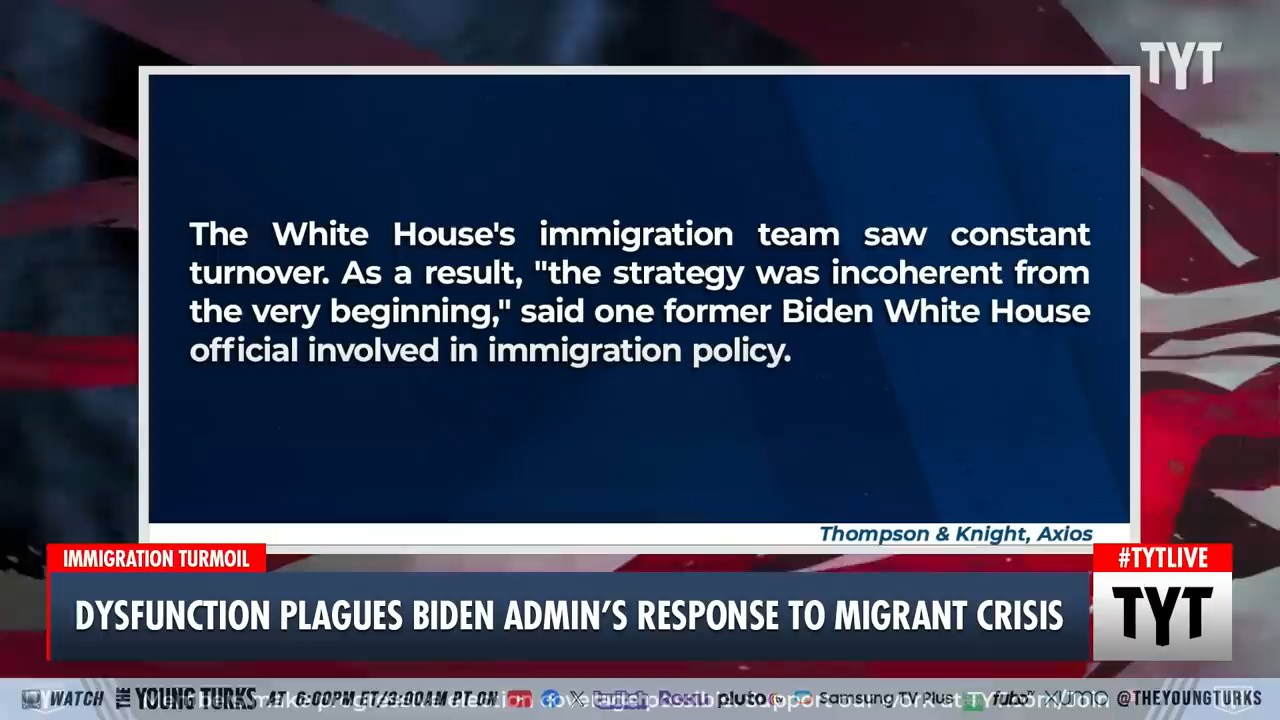 TYT
The White House's immigration team saw constant
turnover. As a result, "the strategy was incoherent from
the very beginning," said one former Biden White House
official involved in immigration policy.
Thompson & Knight, Axios
IMMIGRATION TURMOIL
#TYTLIVE
DYSFUNCTION PLAGUES BIDEN ADMIN’S RESPONSE TO MIGRANT CRISIS
TYT
WATCH THE YOUNG TURKS AT 6:00PM ET/3:00AM PT ON pluto tv Samsung TV Plus fubo xumo @THEYOUNGTURKS